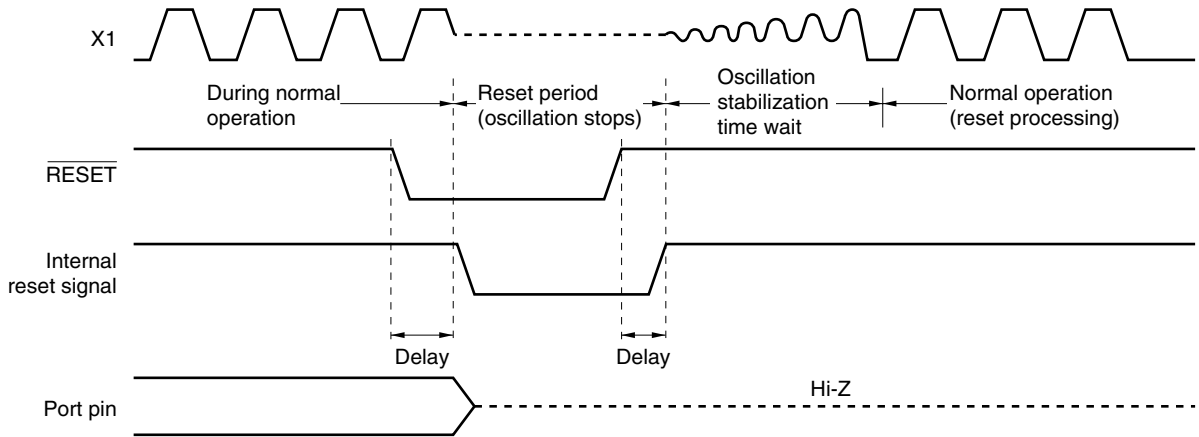 X1
During normal
operation
Reset period
(oscillation stops)
Oscillation
stabilization
time wait
Normal operation
(reset processing)
RESET
Internal
reset signal
Delay
Delay
Port pin
Hi-Z